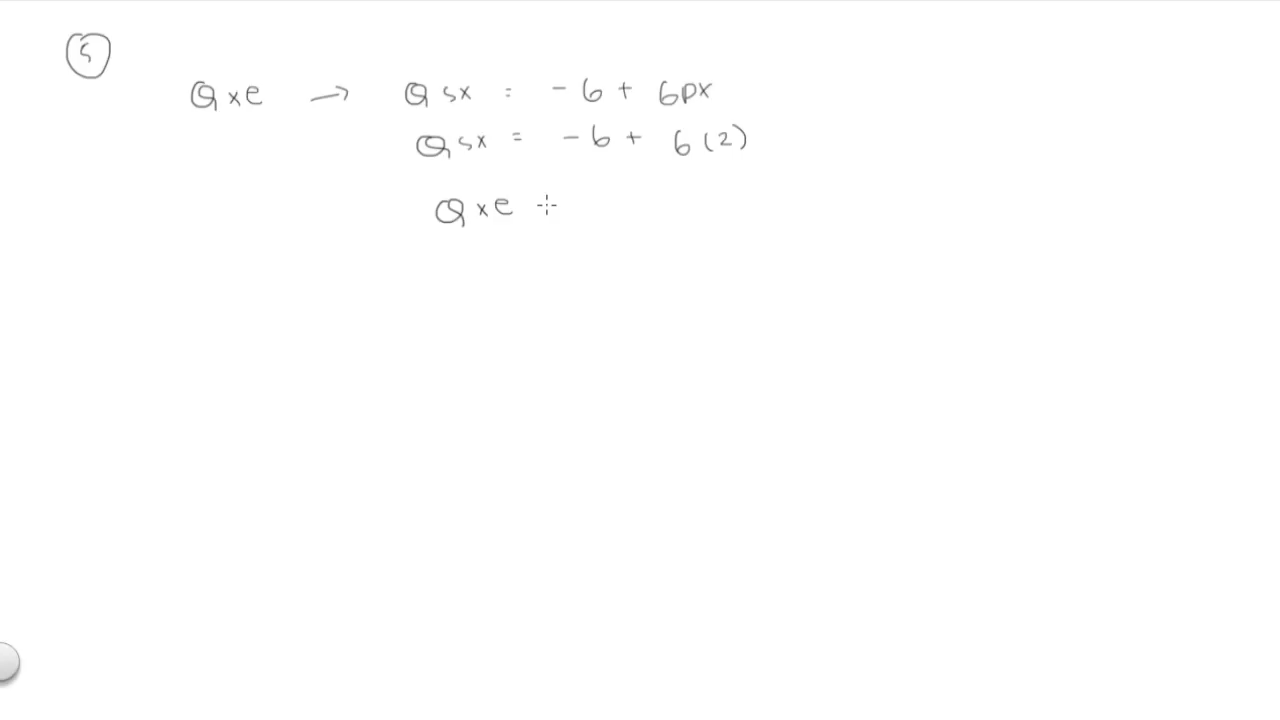 5
Qxe → Qsx = -6 + 6px
Qsx = -6 + 6(2)
Qxe